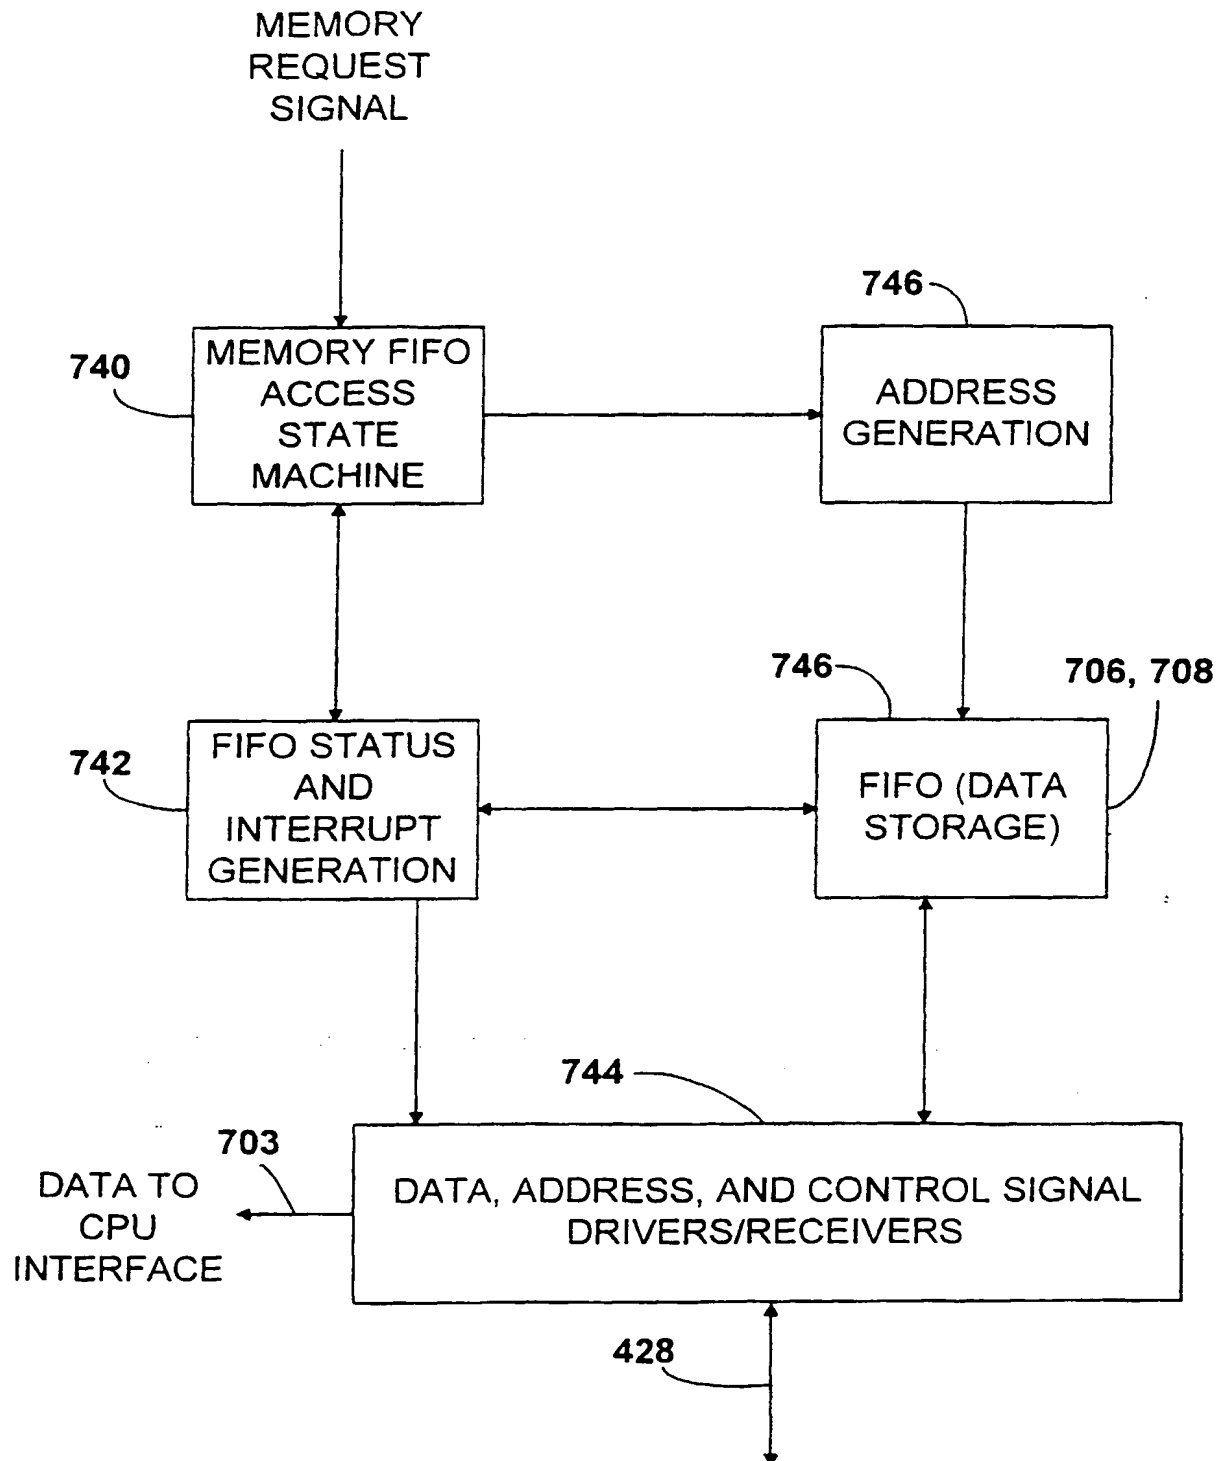 MEMORY
REQUEST
SIGNAL
746
740
MEMORY FIFO
ACCESS
STATE
MACHINE
ADDRESS
GENERATION
746
706, 708
742
FIFO STATUS
AND
INTERRUPT
GENERATION
FIFO (DATA
STORAGE)
744
703
DATA TO
CPU
INTERFACE
DATA, ADDRESS, AND CONTROL SIGNAL
DRIVERS/RECEIVERS
428